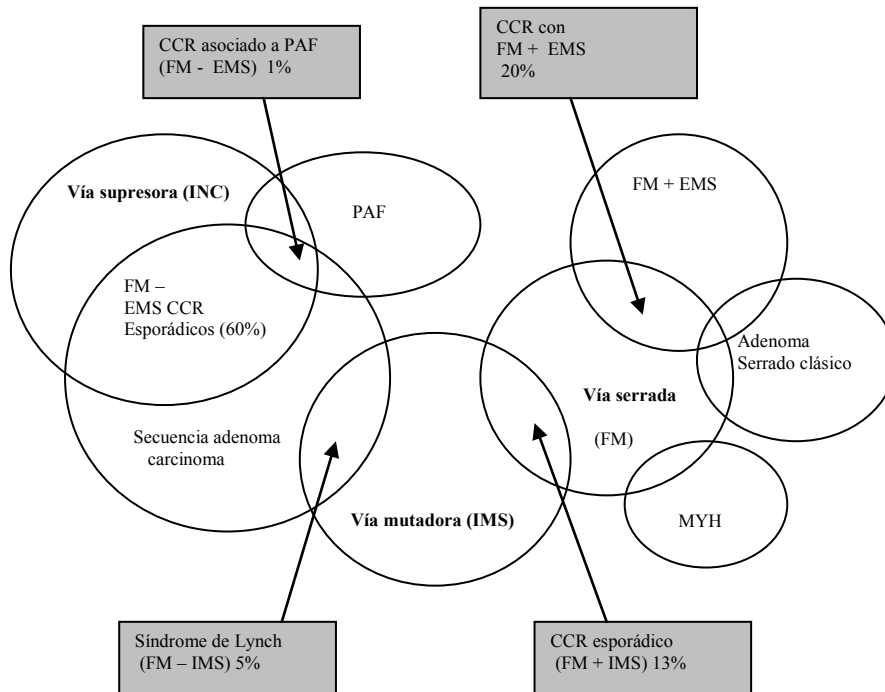 CCR asociado a PAF
(FM - EMS) 1%
CCR con
FM + EMS
20%
Vía supresora (INC)
PAF
FM + EMS
FM –
EMS CCR
Esporádicos (60%)
Adenoma
Serrado clásico
Vía serrada
(FM)
Secuencia adenoma
carcinoma
Vía mutadora (IMS)
MYH
Síndrome de Lynch
(FM – IMS) 5%
CCR esporádico
(FM + IMS) 13%